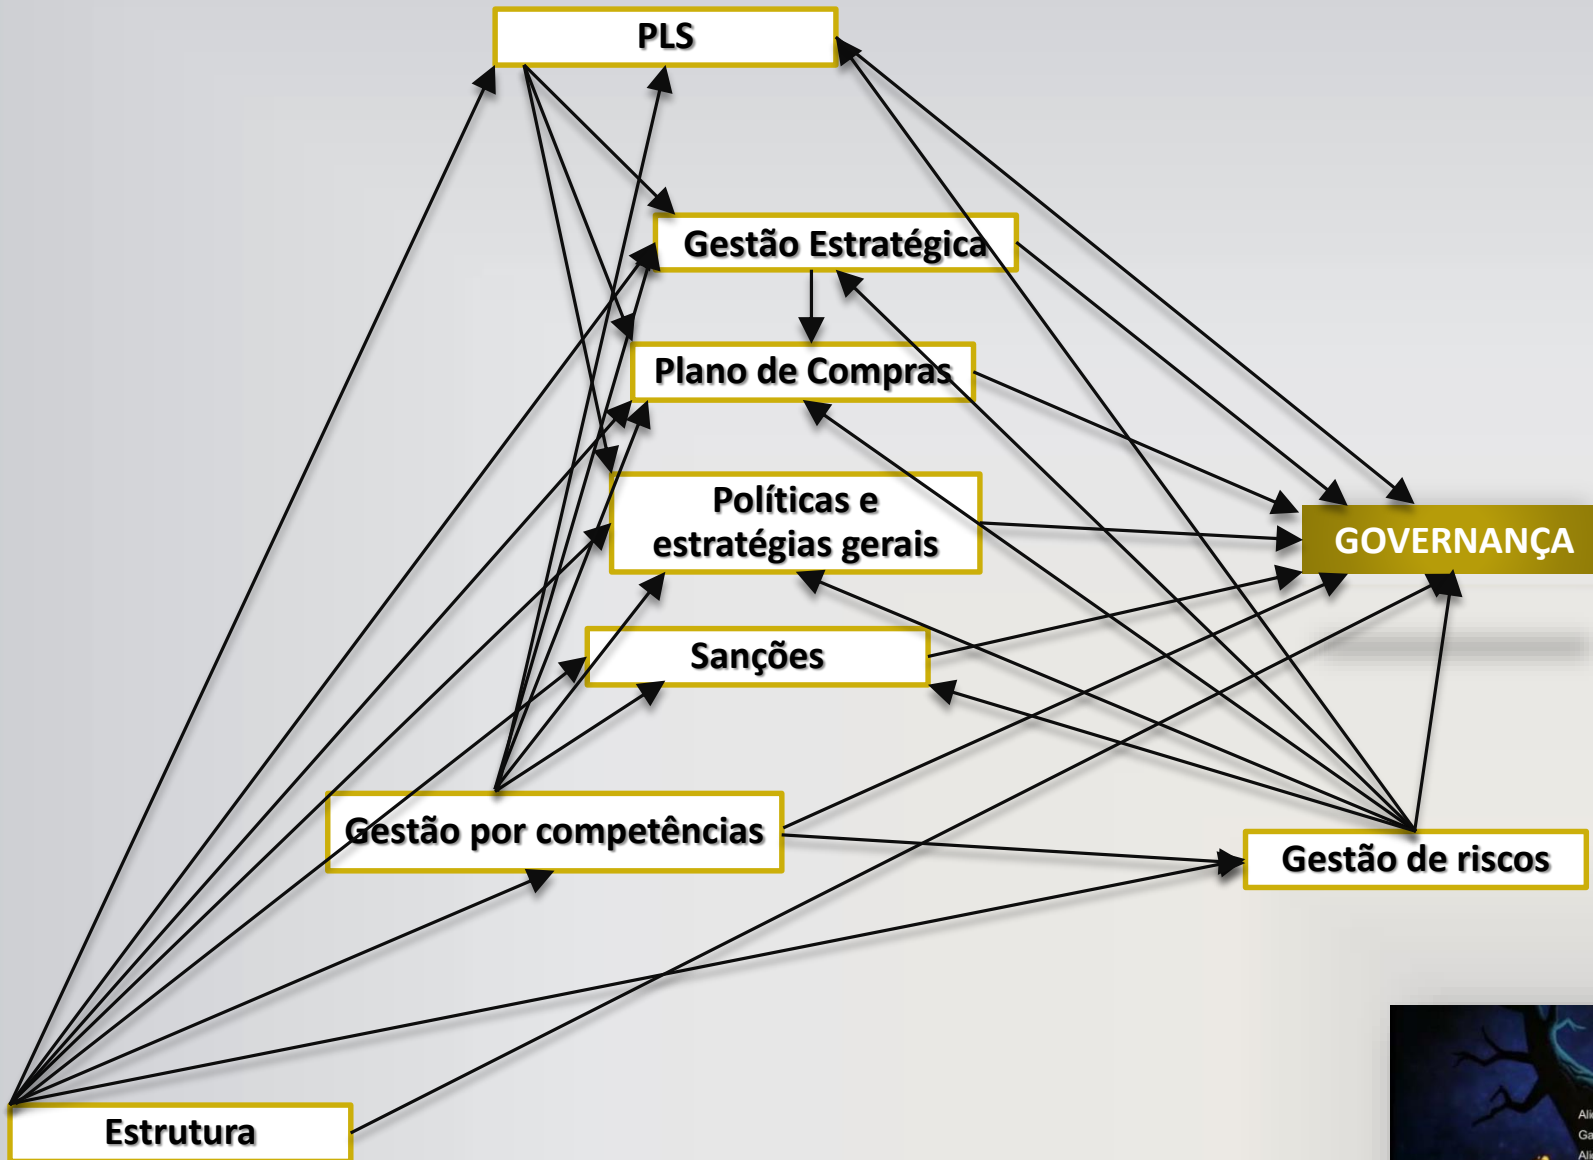 PLS
Gestão Estratégica
Plano de Compras
Políticas e
estratégias gerais
GOVERNANÇA
Sanções
Gestão por competências
Gestão de riscos
Estrutura